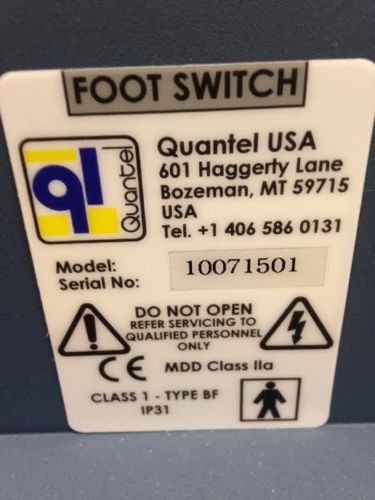 FOOT SWITCH
ql
Quantel
Quantel USA
601 Haggerty Lane
Bozeman, MT 59715
USA
Tel. +1 406 586 0131
Model:
Serial No:
10071501
DO NOT OPEN
REFER SERVICING TO
QUALIFIED PERSONNEL
ONLY
CE MDD Class IIa
CLASS 1 - TYPE BF
IP31